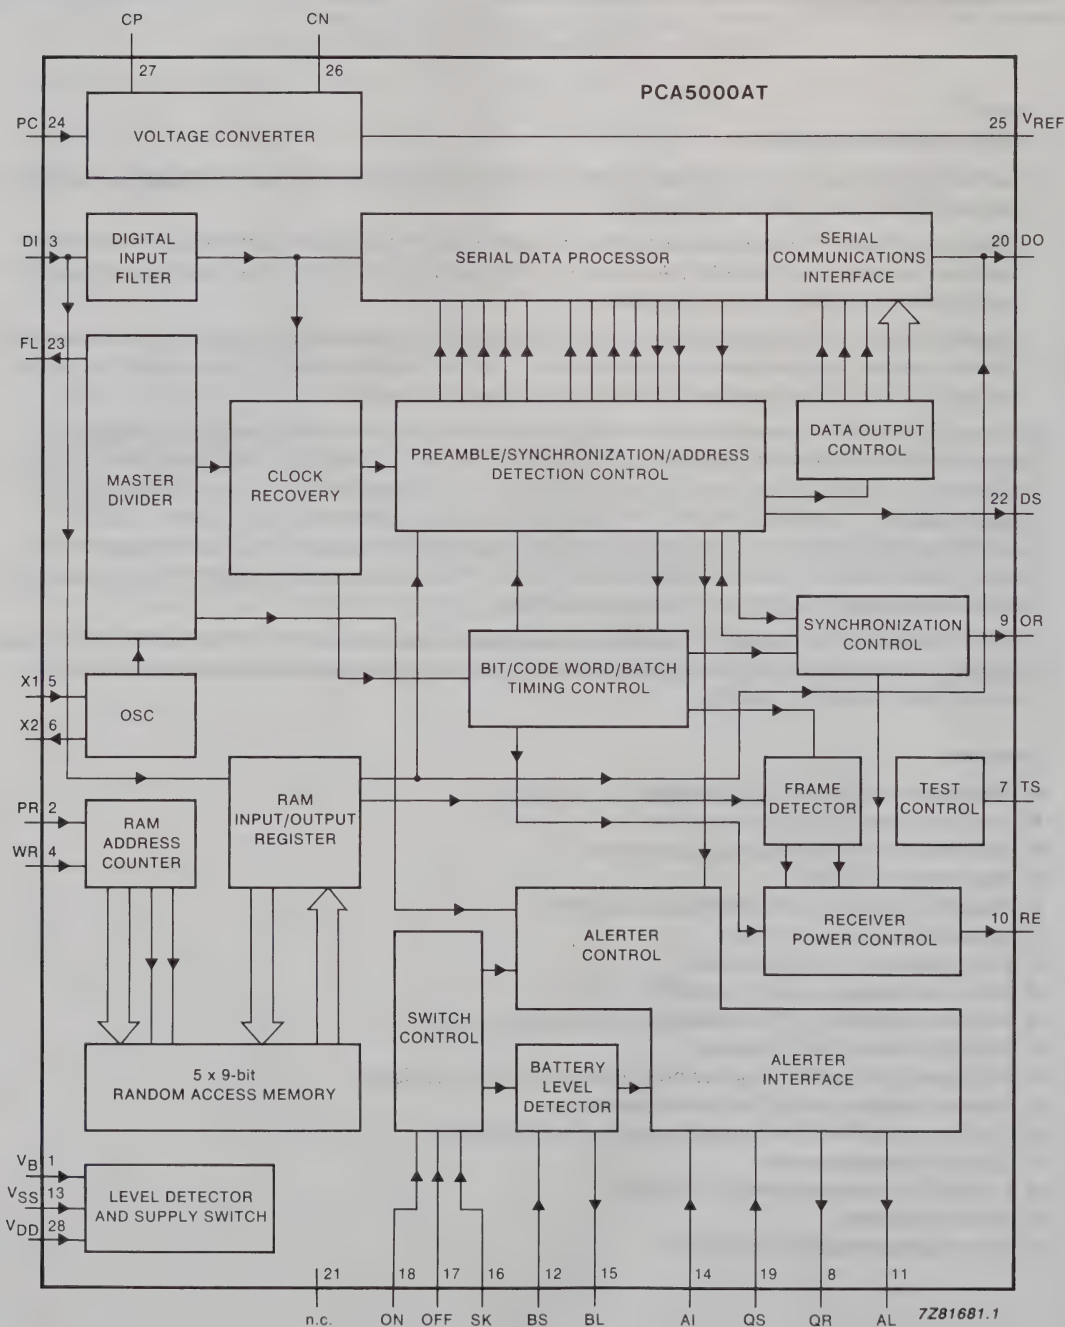 CP
CN
27
26
PCA5000AT
PC 24
VOLTAGE CONVERTER
25 VREF
DI 3
DIGITAL
INPUT
FILTER
SERIAL DATA PROCESSOR
SERIAL
COMMUNICATIONS
INTERFACE
20 DO
FL 23
MASTER
DIVIDER
CLOCK
RECOVERY
PREAMBLE/SYNCHRONIZATION/ADDRESS
DETECTION CONTROL
DATA OUTPUT
CONTROL
22 DS
BIT/CODE WORD/BATCH
TIMING CONTROL
SYNCHRONIZATION
CONTROL
9 OR
X1 5
X2 6
OSC
PR 2
WR 4
RAM
ADDRESS
COUNTER
RAM
INPUT/OUTPUT
REGISTER
FRAME
DETECTOR
TEST
CONTROL
7 TS
ALERTER
CONTROL
RECEIVER
POWER CONTROL
10 RE
SWITCH
CONTROL
5 x 9-bit
RANDOM ACCESS MEMORY
BATTERY
LEVEL
DETECTOR
ALERTER
INTERFACE
VB 1
VSS 13
VDD 28
LEVEL DETECTOR
AND SUPPLY SWITCH
21
18
17
16
12
15
14
19
8
11
n.c.
ON
OFF
SK
BS
BL
AI
QS
QR
AL
7Z81681.1